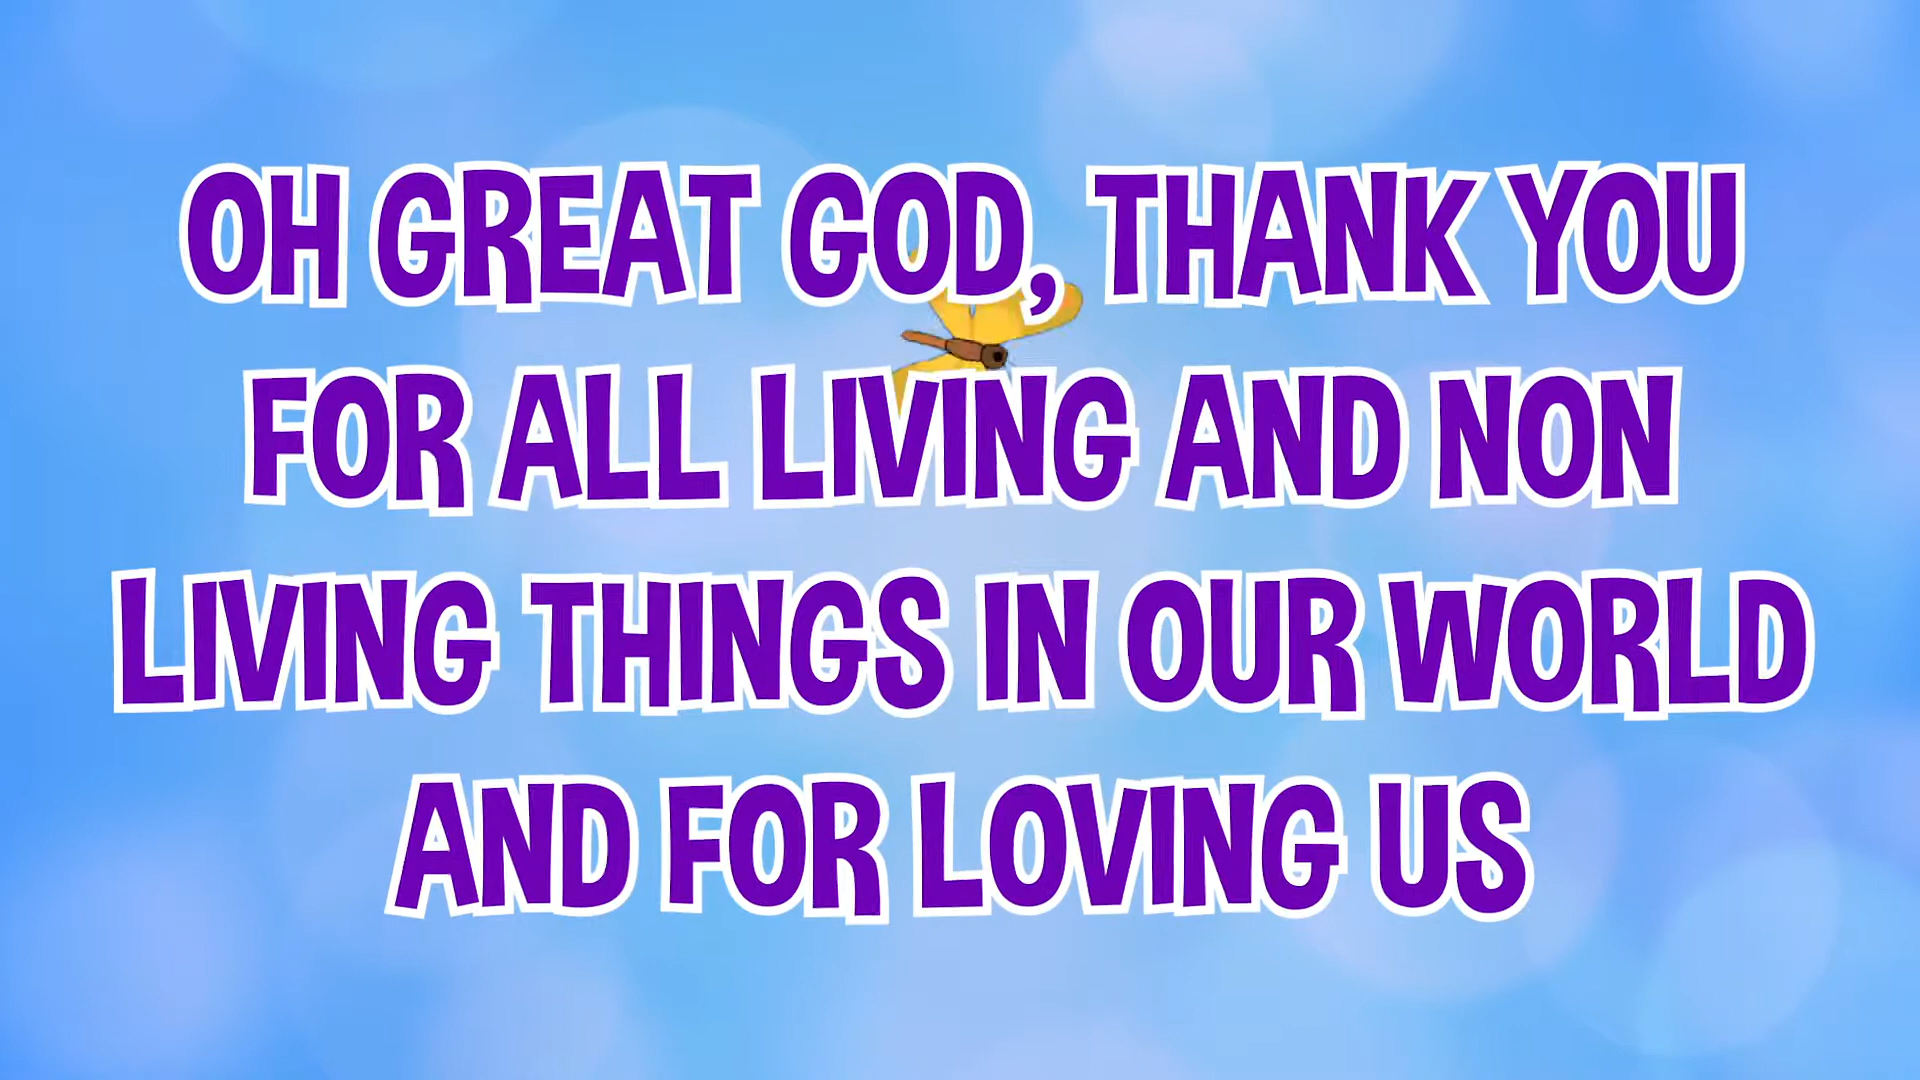 OH GREAT GOD, THANK YOU
FOR ALL LIVING AND NON
LIVING THINGS IN OUR WORLD
AND FOR LOVING US